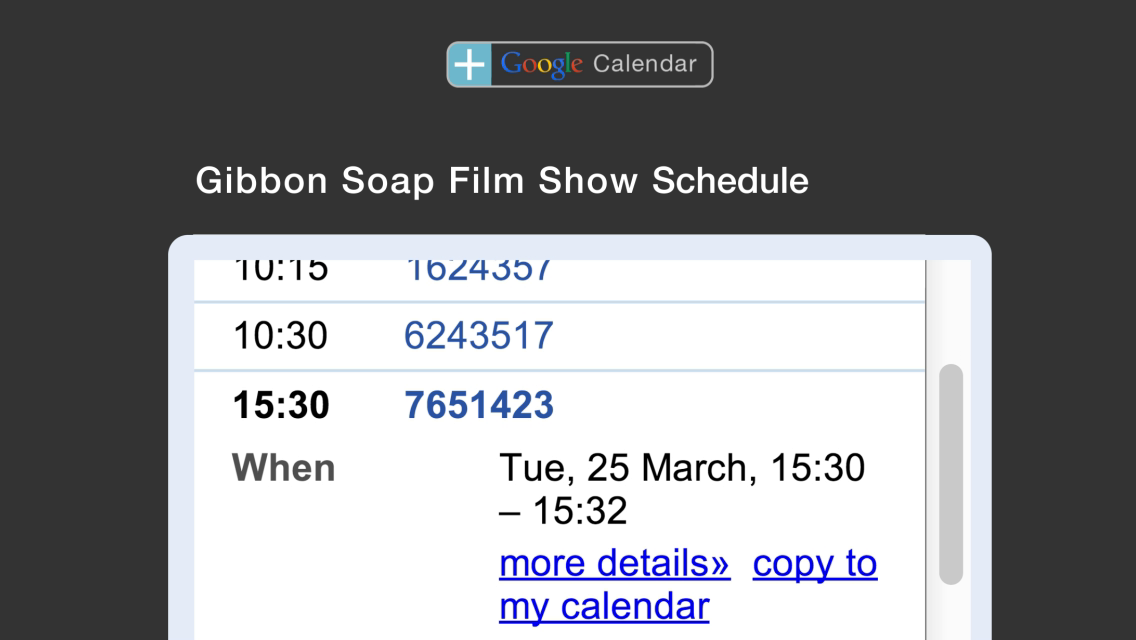 Google Calendar
Gibbon Soap Film Show Schedule
10:15 1624357
10:30 6243517
15:30 7651423
When Tue, 25 March, 15:30
– 15:32
more details» copy to
my calendar